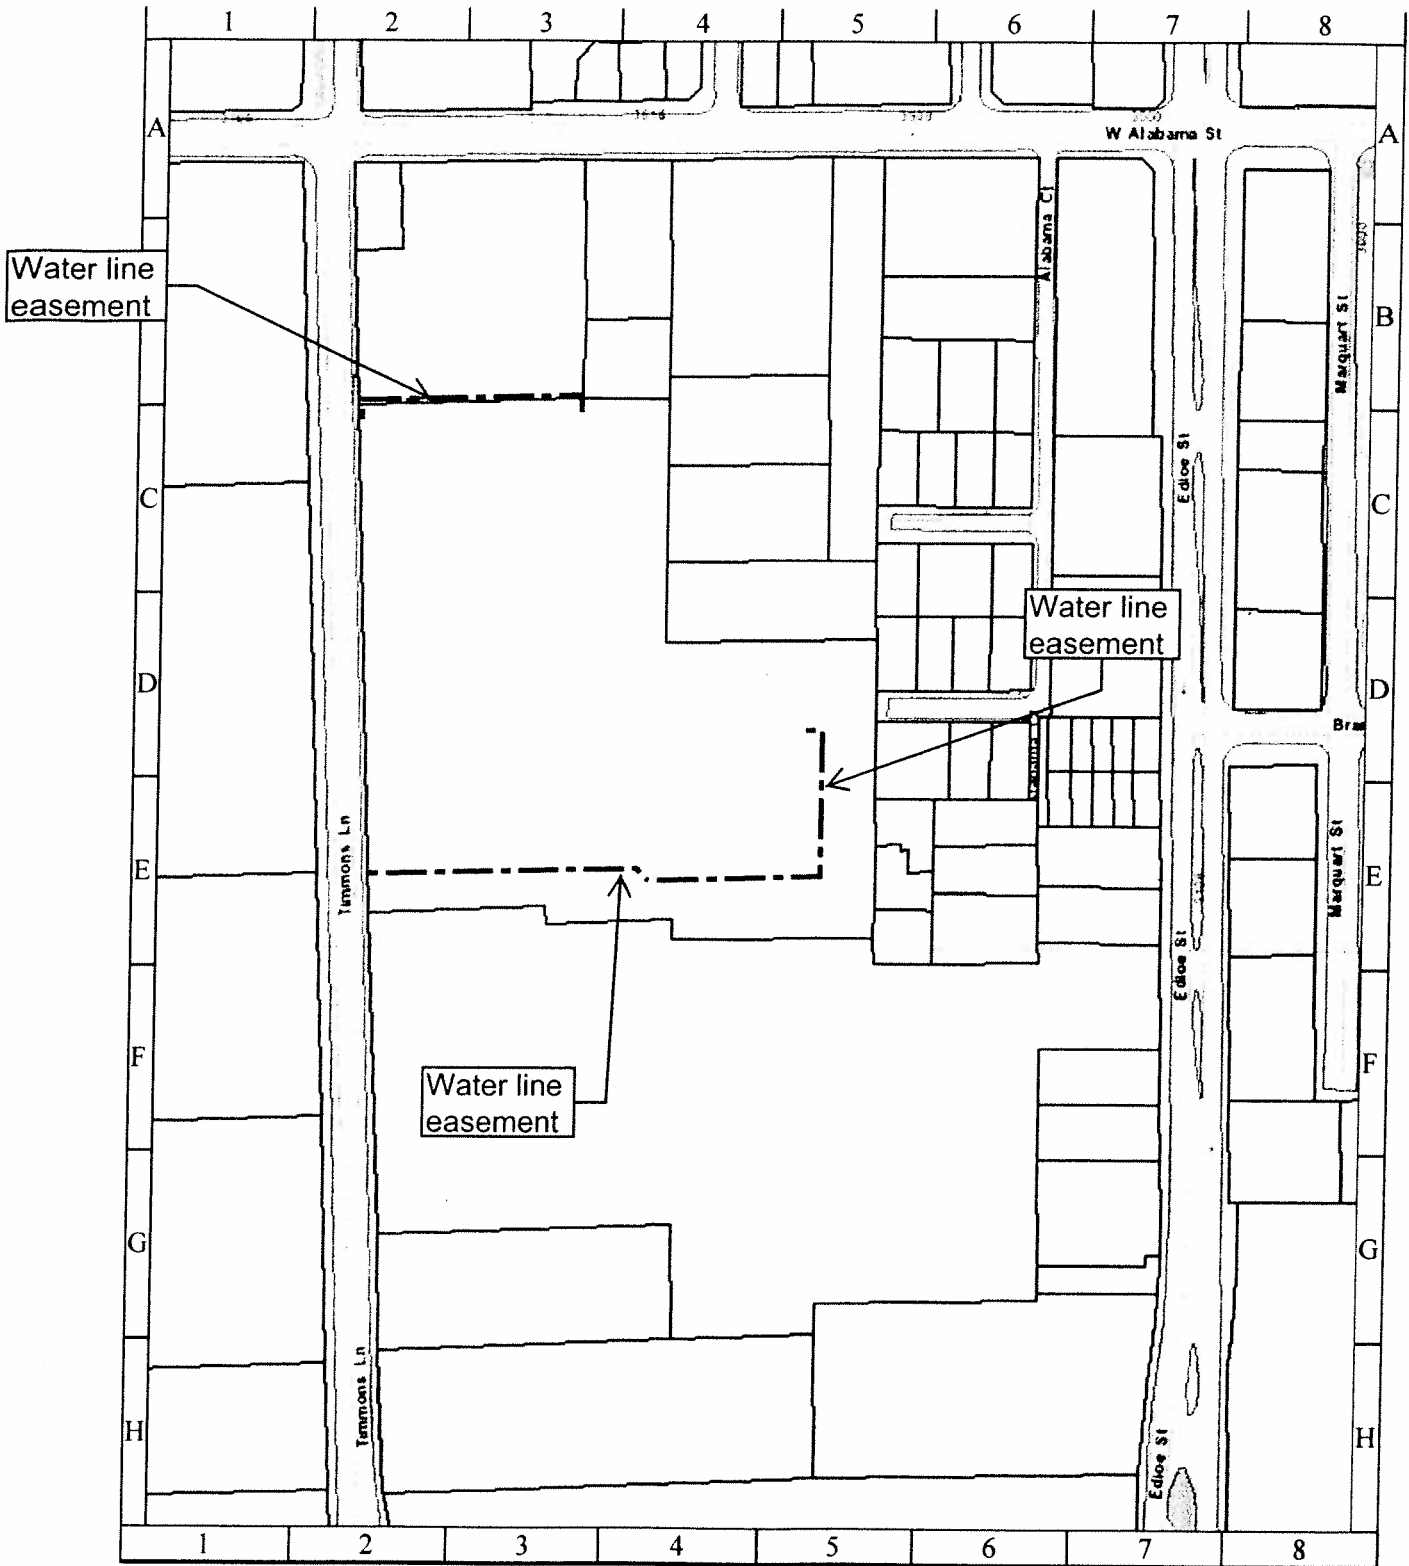 1 2 3 4 5 6 7 8
A A
W Alabama St
Alabama Ct
Water line
easement
B B
Marquart St
Edloe St
C C
Water line
easement
D D
Timmons Ln
E E
Marquart St
Edloe St
F F
Water line
easement
G G
Timmons Ln
H H
Edloe St
1 2 3 4 5 6 7 8